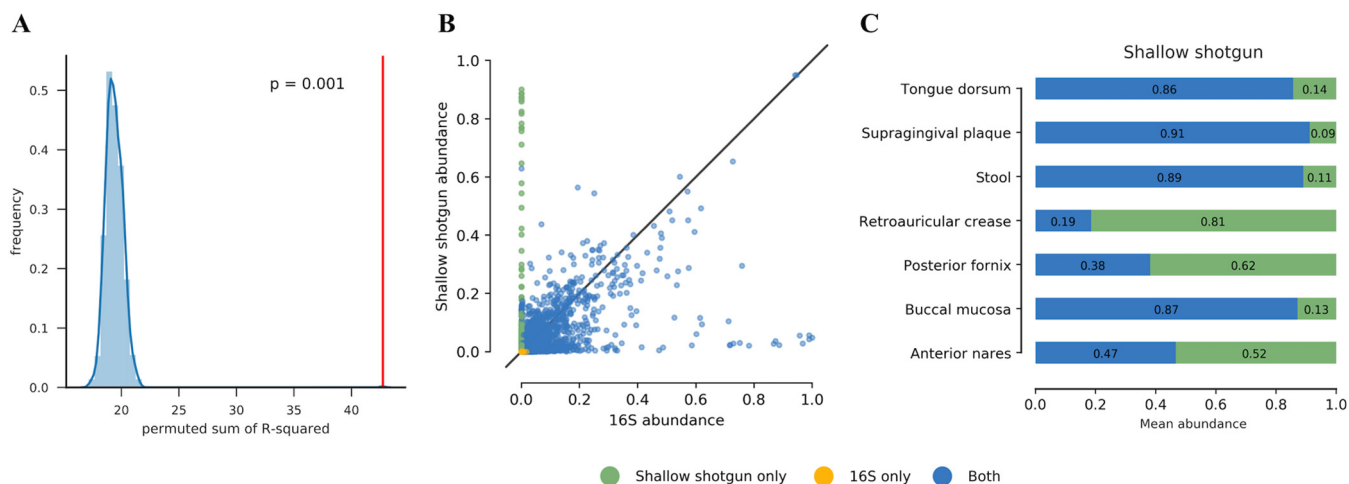 A
p = 0.001
frequency
0.5
0.4
0.3
0.2
0.1
0.0
20
25
30
35
40
permuted sum of R-squared
B
Shallow shotgun abundance
1.0
0.8
0.6
0.4
0.2
0.0
0.0 0.2 0.4 0.6 0.8 1.0
16S abundance
C
Shallow shotgun
Tongue dorsum 0.86 0.14
Supragingival plaque 0.91 0.09
Stool 0.89 0.11
Retroauricular crease 0.19 0.81
Posterior fornix 0.38 0.62
Buccal mucosa 0.87 0.13
Anterior nares 0.47 0.52
0.0 0.2 0.4 0.6 0.8 1.0
Mean abundance
Shallow shotgun only 16S only Both